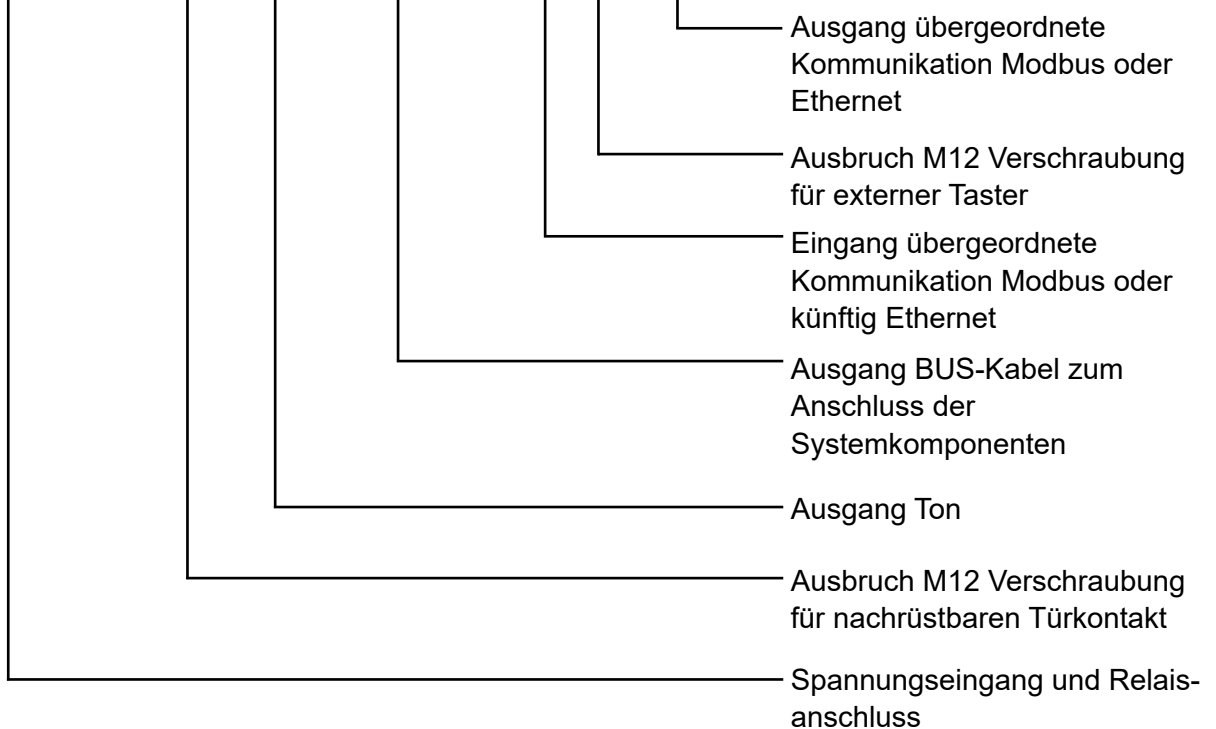 Ausgang übergeordnete
Kommunikation Modbus oder
Ethernet
Ausbruch M12 Verschraubung
für externer Taster
Eingang übergeordnete
Kommunikation Modbus oder
künftig Ethernet
Ausgang BUS-Kabel zum
Anschluss der
Systemkomponenten
Ausgang Ton
Ausbruch M12 Verschraubung
für nachrüstbaren Türkontakt
Spannungseingang und Relais-
anschluss